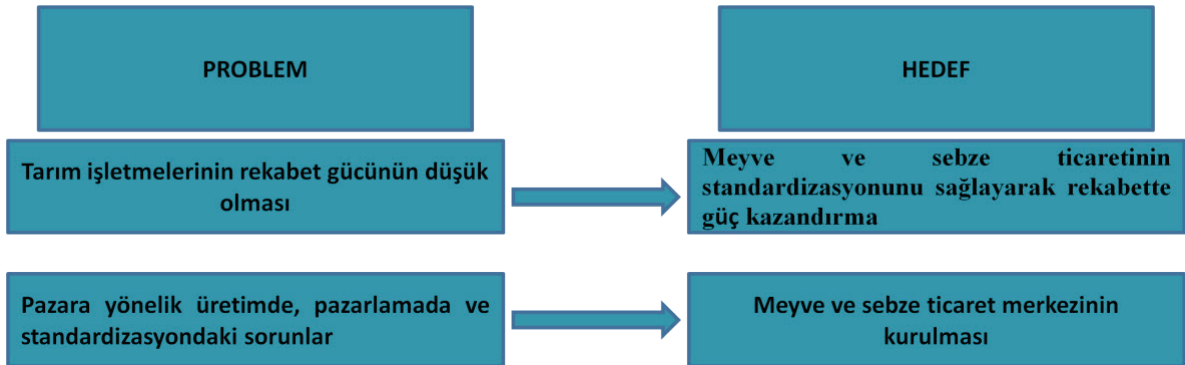 PROBLEM
HEDEF
Tarım işletmelerinin rekabet gücünün düşük
olması
Meyve ve sebze ticaretinin
standardizasyonunu sağlayarak rekabette
güç kazandırma
Pazara yönelik üretimde, pazarlamada ve
standardizasyondaki sorunlar
Meyve ve sebze ticaret merkezinin
kurulması